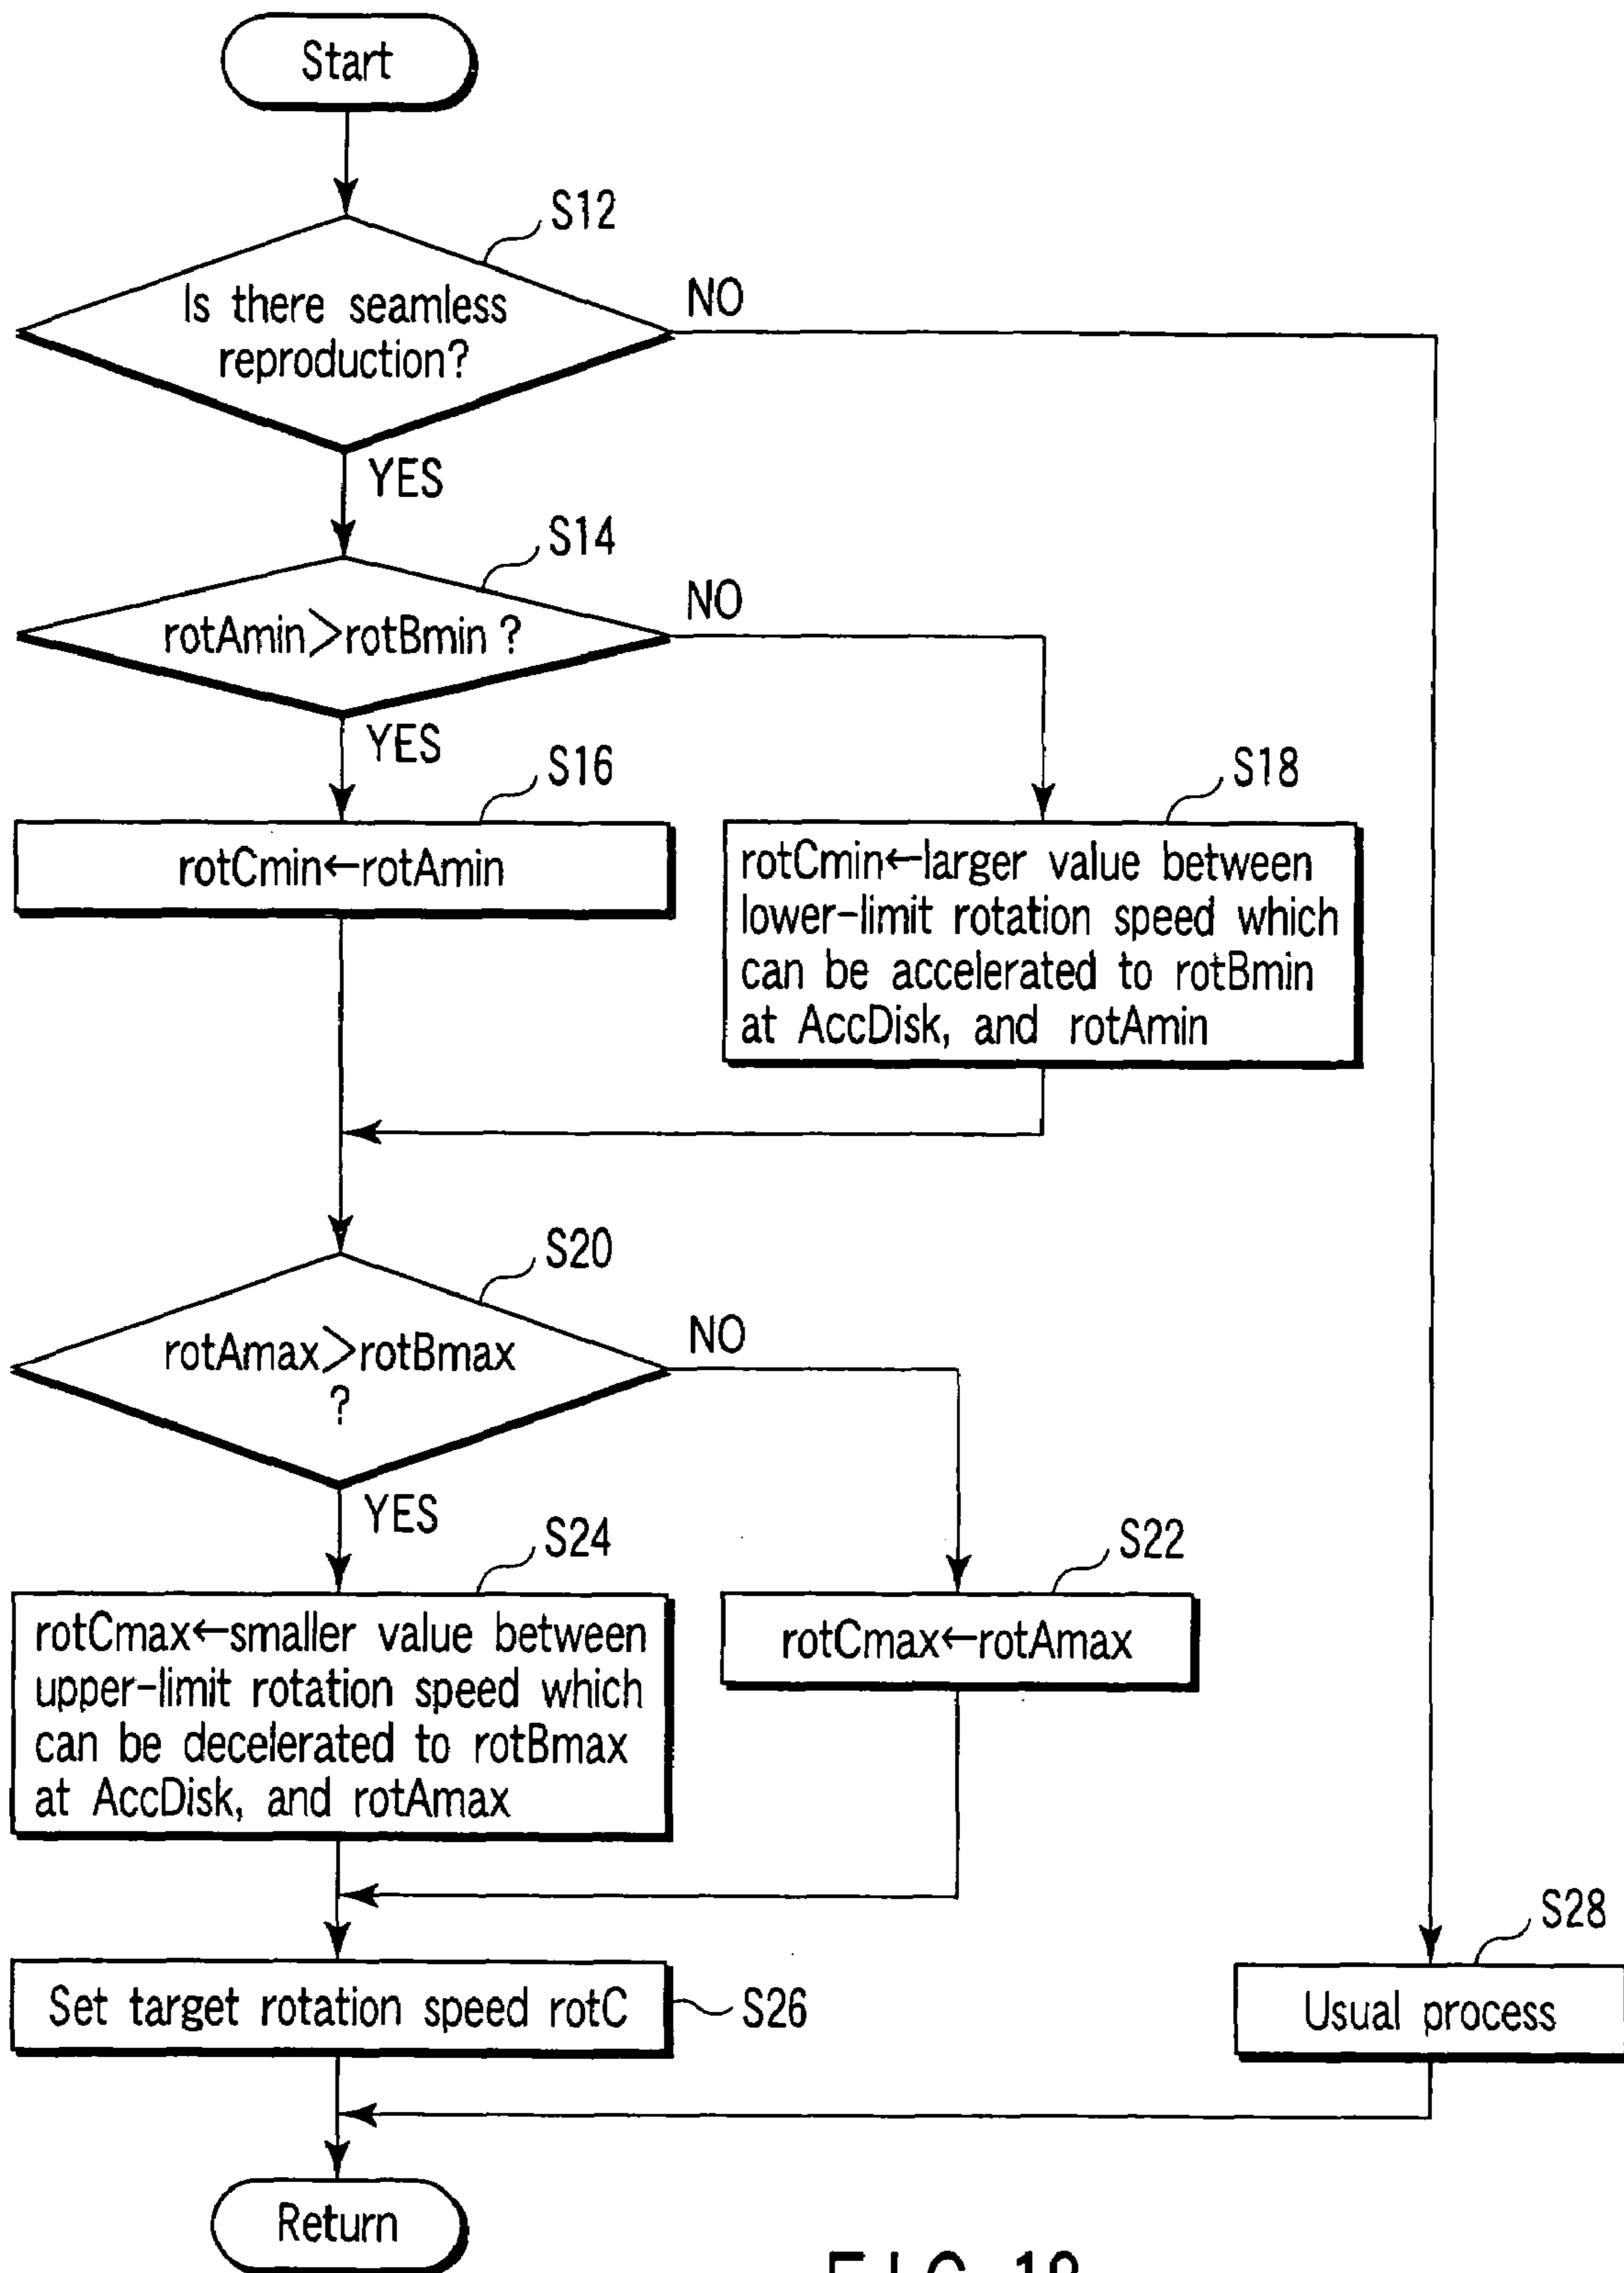 Start
S12
Is there seamless
reproduction?
NO
YES
S14
rotAmin>rotBmin ?
NO
YES
S16
rotCmin←rotAmin
S18
rotCmin←larger value between
lower-limit rotation speed which
can be accelerated to rotBmin
at AccDisk, and rotAmin
S20
rotAmax>rotBmax
?
NO
YES
S24
rotCmax←smaller value between
upper-limit rotation speed which
can be decelerated to rotBmax
at AccDisk, and rotAmax
S22
rotCmax←rotAmax
Set target rotation speed rotC
S26
S28
Usual process
Return